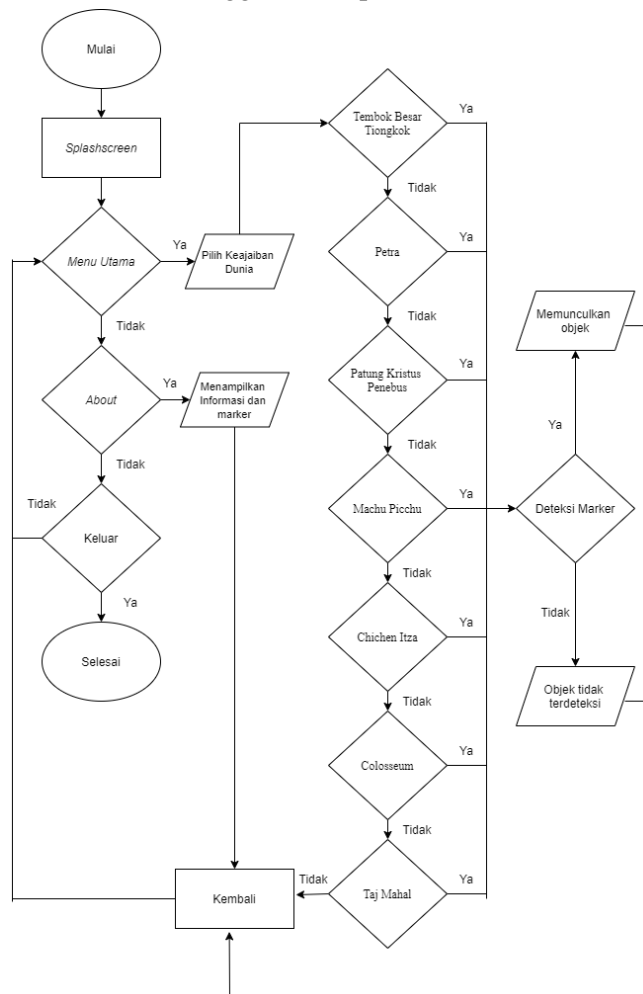 Mulai
Splashscreen
Menu Utama
Ya
Pilih Keajaiban
Dunia
Tidak
About
Ya
Menampilkan
Informasi dan
marker
Tidak
Tidak
Keluar
Ya
Selesai
Tembok Besar
Tiongkok
Ya
Tidak
Petra
Ya
Tidak
Patung Kristus
Penebus
Ya
Tidak
Machu Picchu
Ya
Tidak
Chichen Itza
Ya
Tidak
Colosseum
Ya
Tidak
Taj Mahal
Ya
Tidak
Kembali
Memunculkan
objek
Ya
Deteksi Marker
Tidak
Objek tidak
terdeteksi